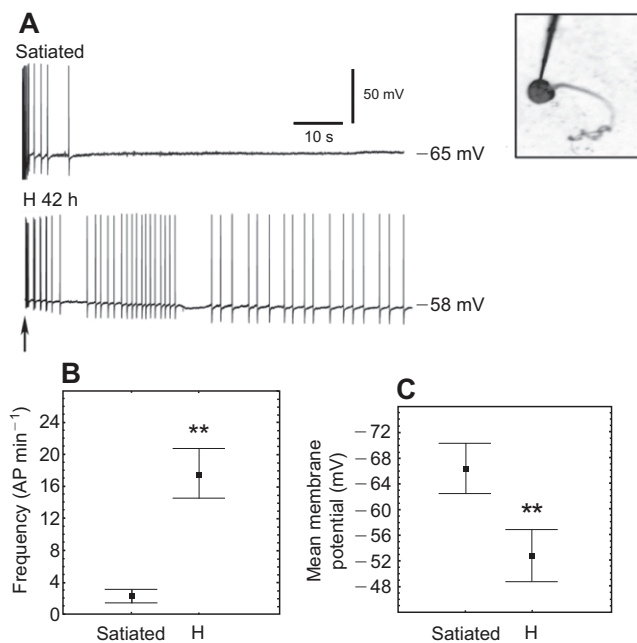 A
Satiated
50 mV
10 s
−65 mV
H 42 h
−58 mV
B
Frequency (AP min−1)
28
24
20
16
12
8
4
0
**
Satiated
H
C
Mean membrane
potential (mV)
−72
−68
−64
−60
−56
−52
−48
**
Satiated
H